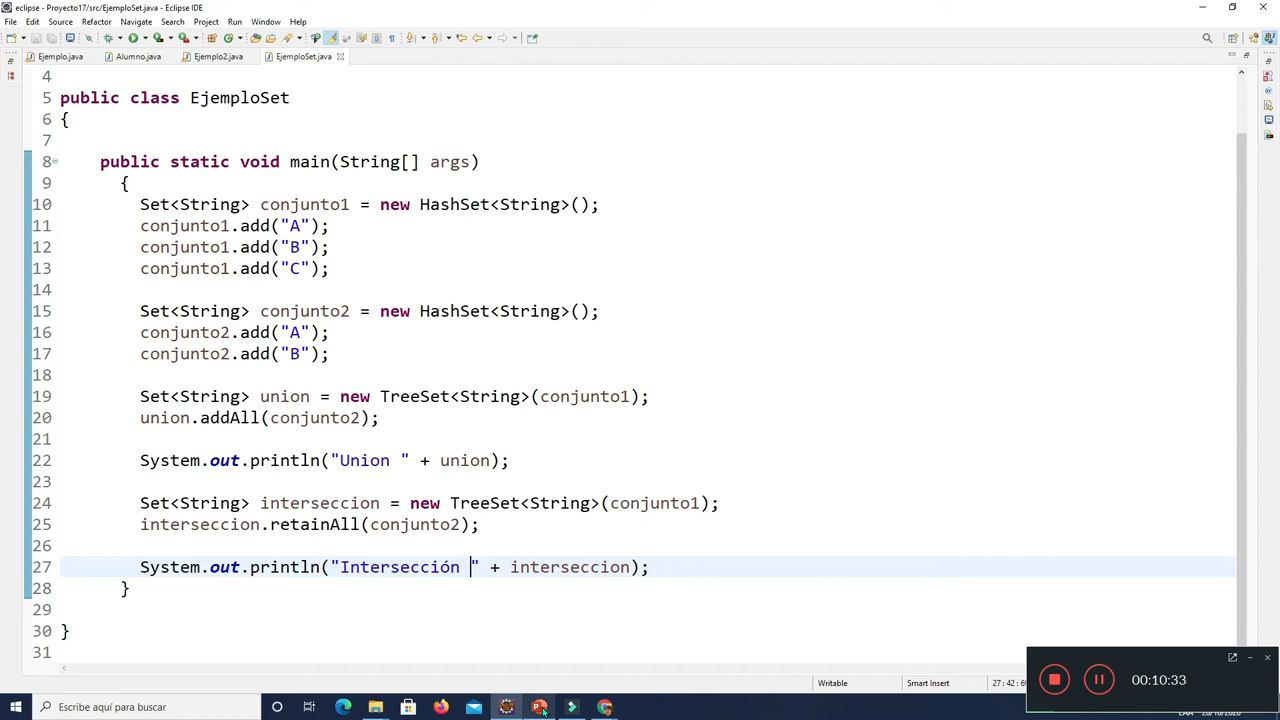 eclipse - Proyecto17/src/EjemploSet.java - Eclipse IDE
File Edit Source Refactor Navigate Search Project Run Window Help
Ejemplo.java Alumno.java Ejemplo2.java EjemploSet.java
4
5 public class EjemploSet
6 {
7
8 public static void main(String[] args)
9 {
10 Set<String> conjunto1 = new HashSet<String>();
11 conjunto1.add("A");
12 conjunto1.add("B");
13 conjunto1.add("C");
14
15 Set<String> conjunto2 = new HashSet<String>();
16 conjunto2.add("A");
17 conjunto2.add("B");
18
19 Set<String> union = new TreeSet<String>(conjunto1);
20 union.addAll(conjunto2);
21
22 System.out.println("Union " + union);
23
24 Set<String> interseccion = new TreeSet<String>(conjunto1);
25 interseccion.retainAll(conjunto2);
26
27 System.out.println("Intersección " + interseccion);
28 }
29
30 }
31
Writable Smart Insert 27 : 42 :
00:10:33
Escribe aquí para buscar